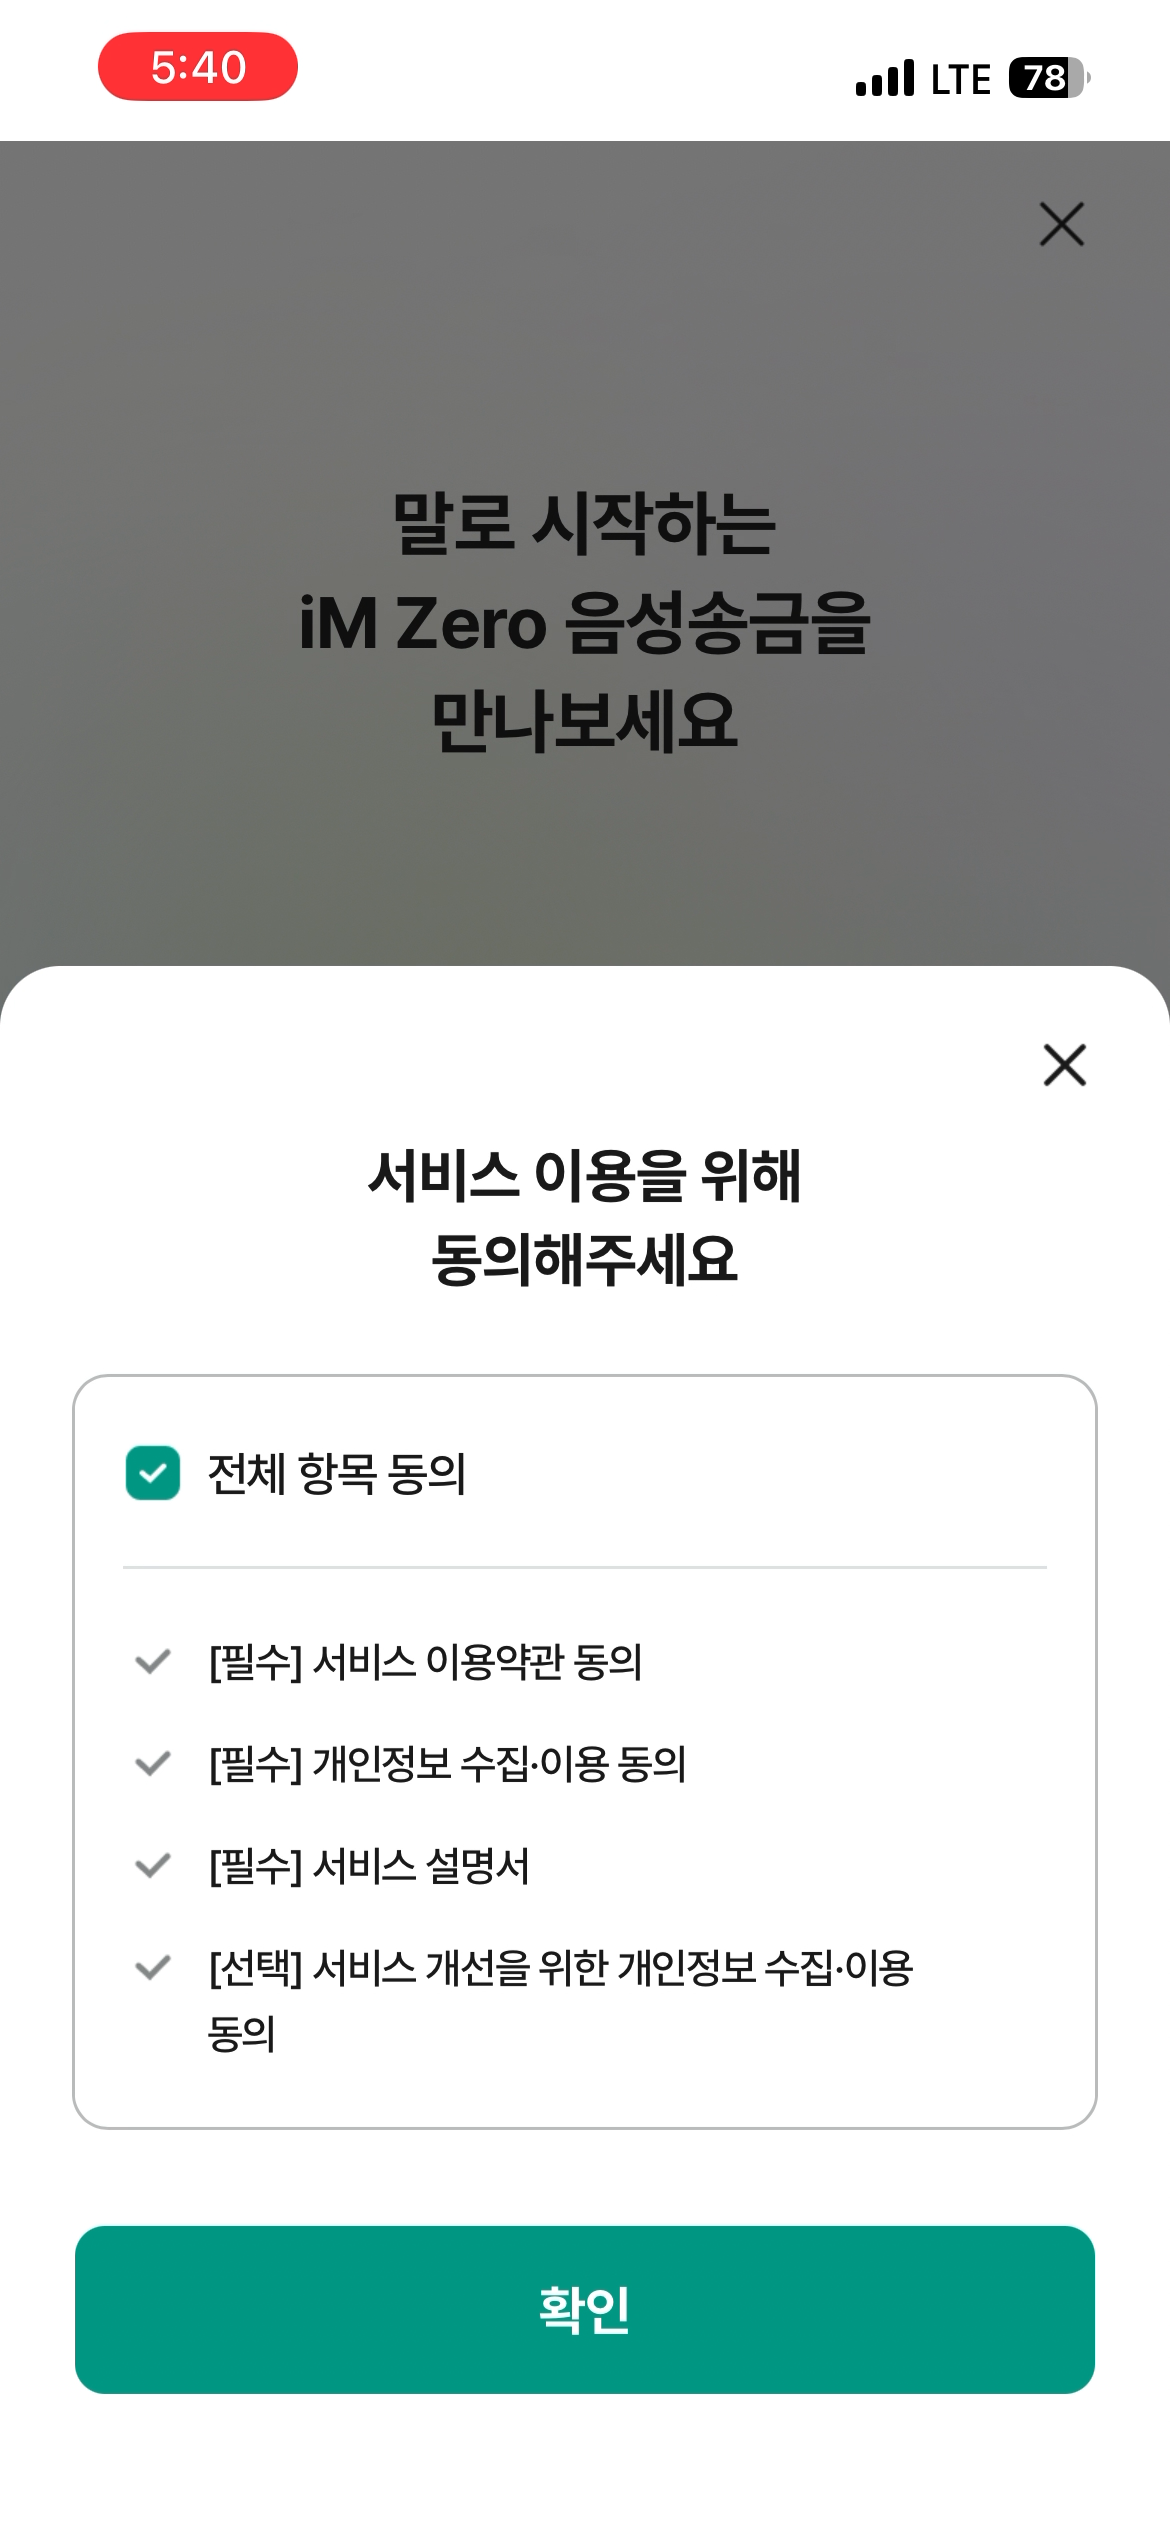 5:40
LTE 78
말로 시작하는
iM Zero 음성송금을
만나보세요
서비스 이용을 위해
동의해주세요
전체 항목 동의
[필수] 서비스 이용약관 동의
[필수] 개인정보 수집·이용 동의
[필수] 서비스 설명서
[선택] 서비스 개선을 위한 개인정보 수집·이용
동의
확인